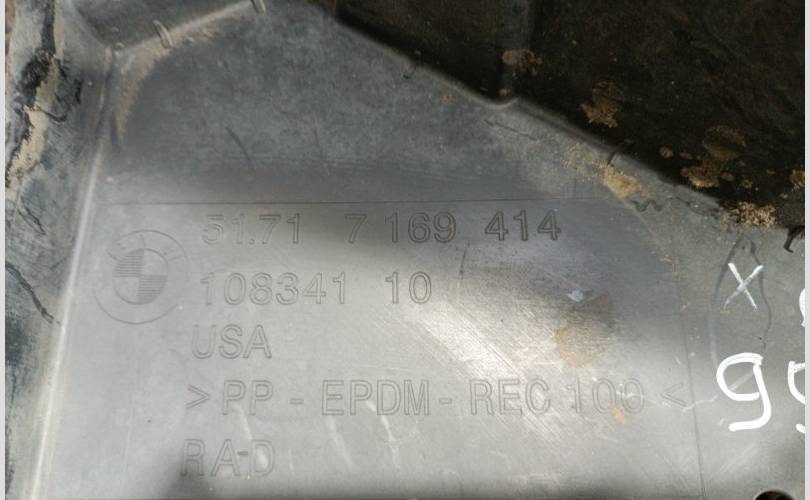 51.71 7 169 414
108341 10
USA
>PP - EPDM - REC 100 <
RAD
X